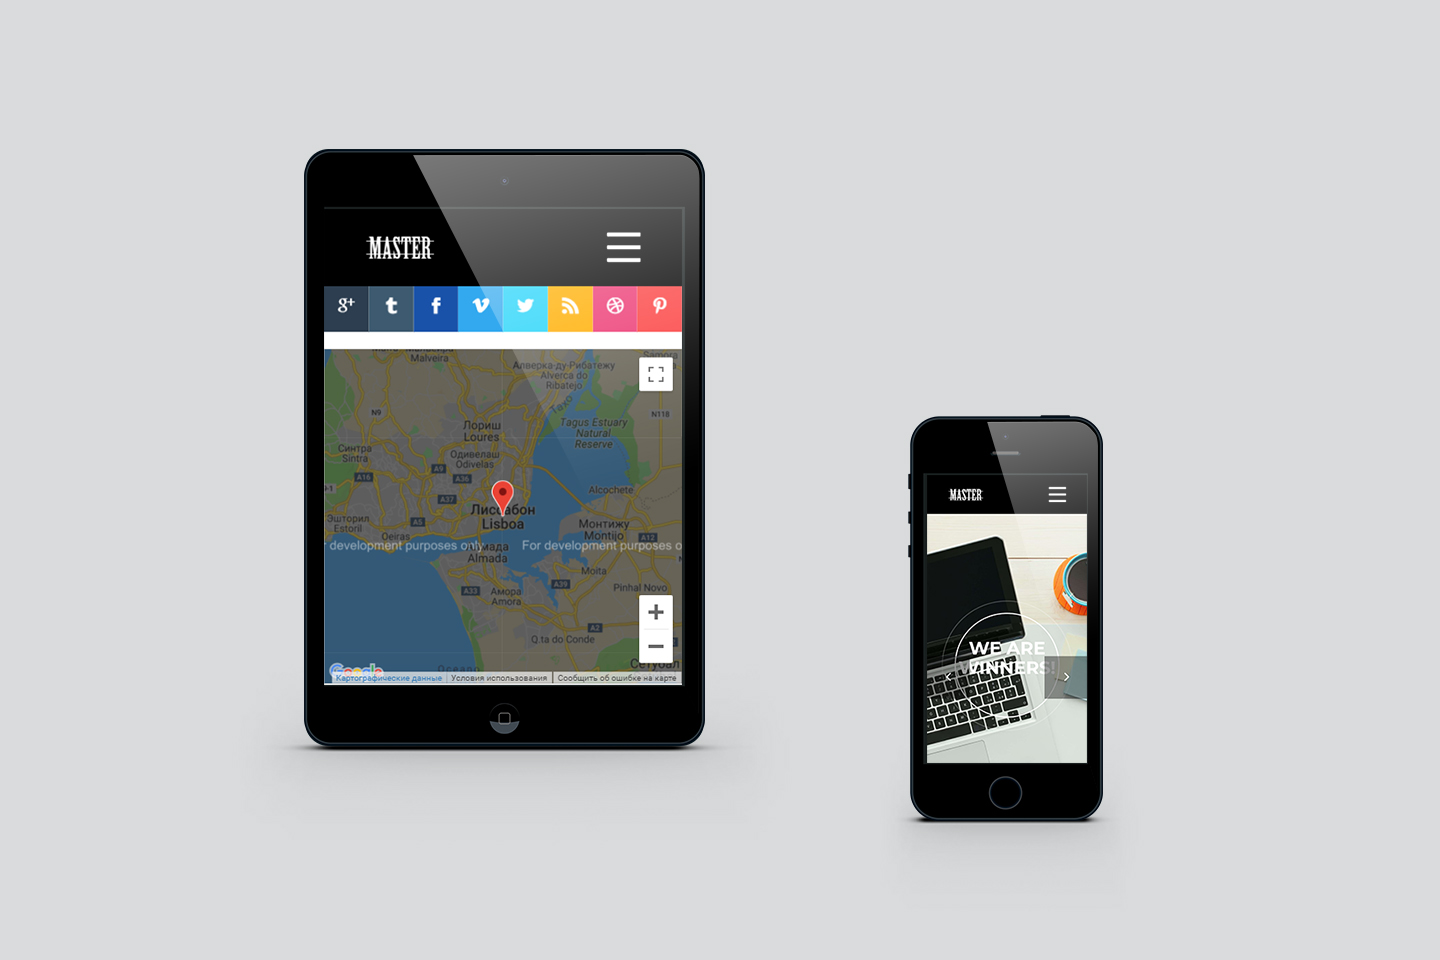 MASTER
g+
t
f
Malveira
Samora
Алверка-ду-Рибатежу
Alverca do
Ribatejo
N9
N118
Тахо
Лориш
Loures
Tagus Estuary
Natural
Reserve
Синтра
Sintra
Одивелаш
Odivelas
A9
A16
A36
A37
Alcochete
Эшторил
Estoril
A5
Oeiras
Лиссабон
Lisboa
Монтижу
Montijo
A12
r development purposes only
For development purposes o
Алмада
Almada
Moita
A33
A39
Pinhal Novo
Амора
Amora
A2
Q.ta do Conde
Сетубал
Oceano
Google
Картографические данные
Условия использования
Сообщить об ошибке на карте
MASTER
WE ARE
WINNERS!